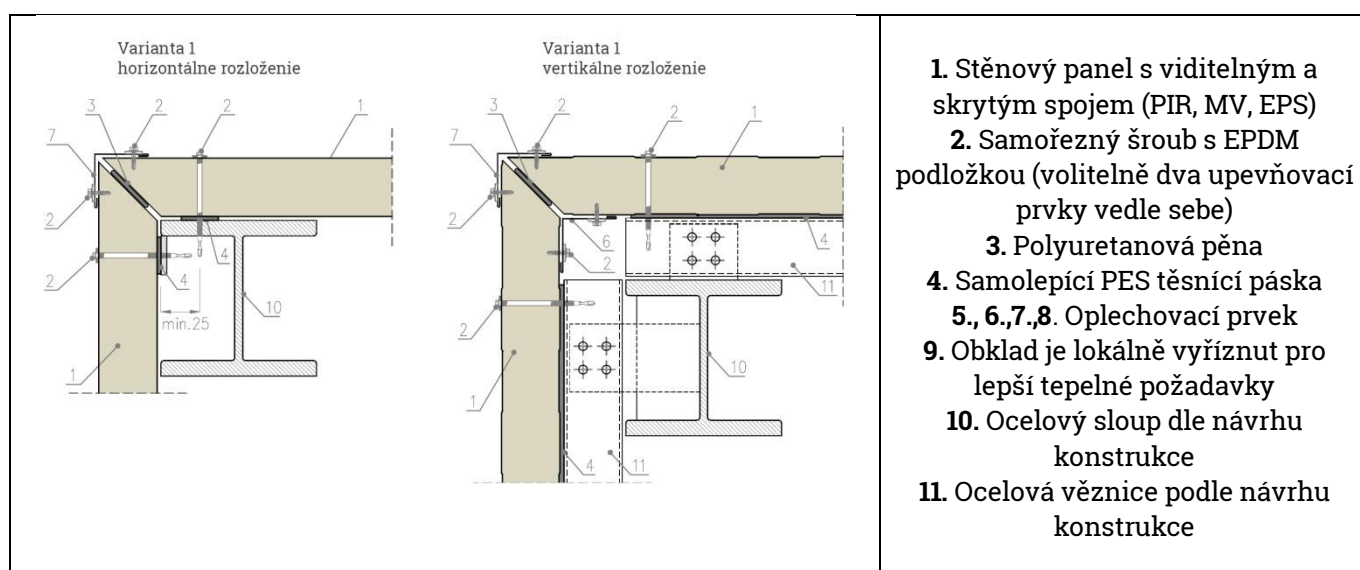 Varianta 1
horizontálne rozloženie
3
2
2
1
7
2
2
4
4
min.25
10
1
Varianta 1
vertikálne rozloženie
3
2
2
1
7
2
6
4
2
11
2
10
1
4
11
1. Stěnový panel s viditelným a
skrytým spojem (PIR, MV, EPS)
2. Samořezný šroub s EPDM
podložkou (volitelně dva upevňovací
prvky vedle sebe)
3. Polyuretanová pěna
4. Samolepící PES těsnící páska
5., 6.,7.,8. Oplechovací prvek
9. Obklad je lokálně vyříznut pro
lepší tepelné požadavky
10. Ocelový sloup dle návrhu
konstrukce
11. Ocelová věznice podle návrhu
konstrukce